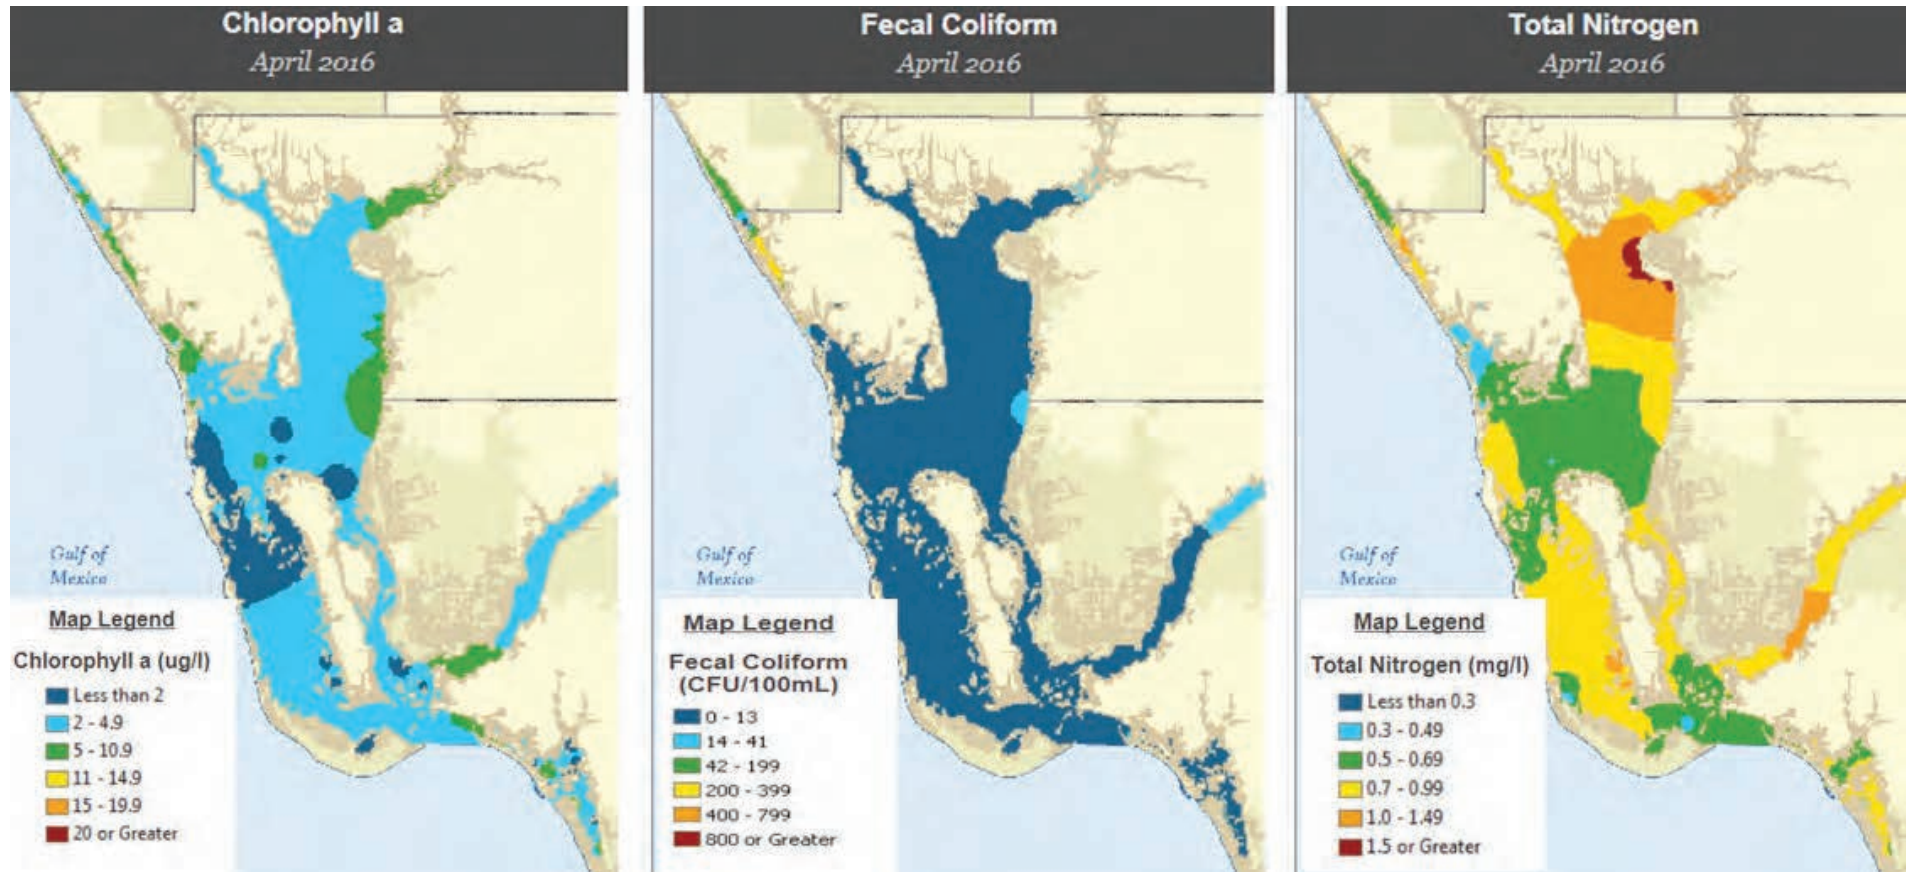 Chlorophyll a
April 2016
Gulf of
Mexico
Map Legend
Chlorophyll a (ug/l)
Less than 2
2 - 4.9
5 - 10.9
11 - 14.9
15 - 19.9
20 or Greater
Fecal Coliform
April 2016
Gulf of
Mexico
Map Legend
Fecal Coliform
(CFU/100mL)
0 - 13
14 - 41
42 - 199
200 - 399
400 - 799
800 or Greater
Total Nitrogen
April 2016
Gulf of
Mexico
Map Legend
Total Nitrogen (mg/l)
Less than 0.3
0.3 - 0.49
0.5 - 0.69
0.7 - 0.99
1.0 - 1.49
1.5 or Greater